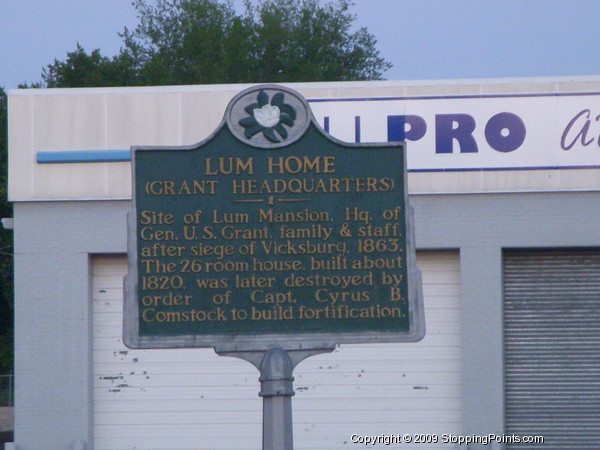 PRO
LUM HOME
(GRANT HEADQUARTERS)
Site of Lum Mansion, Hq. of
Gen. U. S. Grant, family & staff,
after siege of Vicksburg, 1863.
The 26 room house, built about
1820, was later destroyed by
order of Capt. Cyrus B.
Comstock to build fortification.
Copyright © 2009 StoppingPoints.com